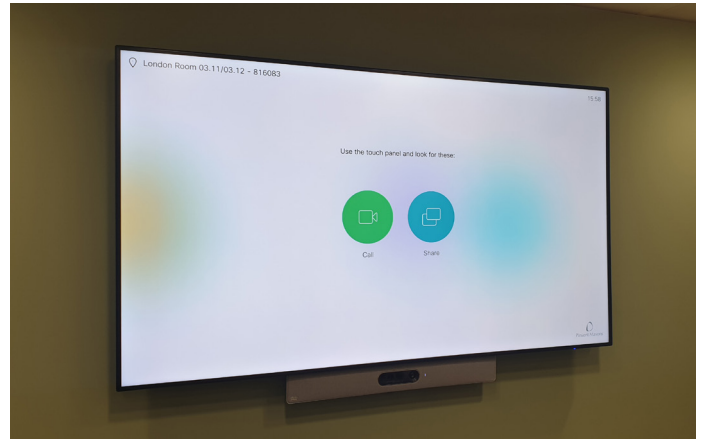 London Room 03.11/03.12 - 816083
15:58
Use the touch panel and look for these:
Call
Share